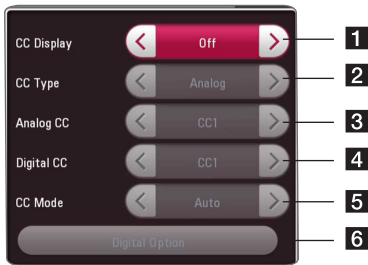 CC Display Off 1
CC Type Analog 2
Analog CC CC1 3
Digital CC CC1 4
CC Mode Auto 5
Digital Option 6